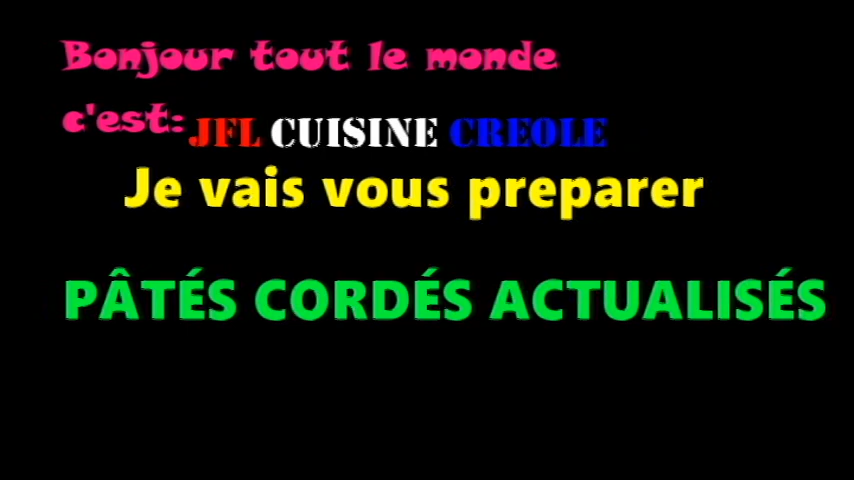 Bonjour tout le monde
c'est: JFL CUISINE CREOLE
Je vais vous preparer
PÂTÉS CORDÉS ACTUALISÉS